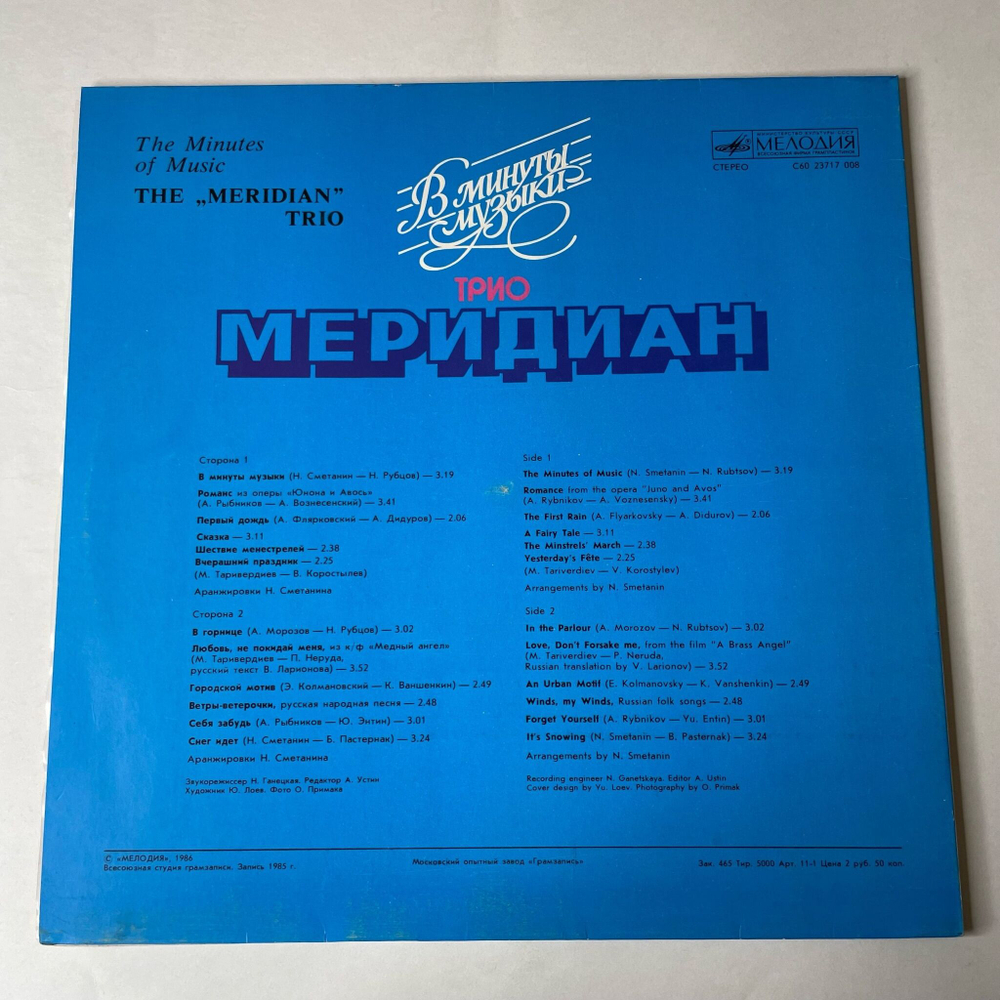 The Minutes
of Music
THE „MERIDIAN”
TRIO
В МИНУТЫ
МУЗЫКИ
МИНИСТЕРСТВО КУЛЬТУРЫ СССР
МЕЛОДИЯ
ВСЕСОЮЗНАЯ ФИРМА ГРАМПЛАСТИНОК
СТЕРЕО С60 23717 008
ТРИО
МЕРИДИАН
Сторона 1
В минуты музыки (Н. Сметанин — Н. Рубцов) — 3.19
Романс из оперы «Юнона и Авось»
(А. Рыбников — А. Вознесенский) — 3.41
Первый дождь (А. Флярковский — А. Дидуров) — 2.06
Сказка — 3.11
Шествие менестрелей — 2.38
Вчерашний праздник — 2.25
(М. Таривердиев — В. Коростылев)
Аранжировки Н. Сметанина
Сторона 2
В горнице (А. Морозов — Н. Рубцов) — 3.02
Любовь, не покидай меня, из к/ф «Медный ангел»
(М. Таривердиев — П. Неруда,
русский текст В. Ларионова) — 3.52
Городской мотив (Э. Колмановский — К. Ваншенкин) — 2.49
Ветры-ветерочки, русская народная песня — 2.48
Себя забудь (А. Рыбников — Ю. Энтин) — 3.01
Снег идет (Н. Сметанин — Б. Пастернак) — 3.24
Аранжировки Н. Сметанина
Звукорежиссер Н. Ганецкая. Редактор А. Устин
Художник Ю. Лоев. Фото О. Примака
Side 1
The Minutes of Music (N. Smetanin — N. Rubtsov) — 3.19
Romance from the opera "Juno and Avos"
(A. Rybnikov — A. Voznesensky) — 3.41
The First Rain (A. Flyarkovsky — A. Didurov) — 2.06
A Fairy Tale — 3.11
The Minstrels' March — 2.38
Yesterday's Fête — 2.25
(M. Tariverdiev — V. Korostylev)
Arrangements by N. Smetanin
Side 2
In the Parlour (A. Morozov — N. Rubtsov) — 3.02
Love, Don't Forsake me, from the film "A Brass Angel"
(M. Tariverdiev — P. Neruda,
Russian translation by V. Larionov) — 3.52
An Urban Motif (E. Kolmanovsky — K. Vanshenkin) — 2.49
Winds, my Winds, Russian folk songs — 2.48
Forget Yourself (A. Rybnikov — Yu. Entin) — 3.01
It's Snowing (N. Smetanin — B. Pasternak) — 3.24
Arrangements by N. Smetanin
Recording engineer N. Ganetskaya. Editor A. Ustin
Cover design by Yu. Loev. Photography by O. Primak
© «МЕЛОДИЯ», 1986
Всесоюзная студия грамзаписи. Запись 1985 г.
Московский опытный завод «Грамзапись»
Зак. 465 Тир. 5000 Арт. 11-1 Цена 2 руб. 50 коп.